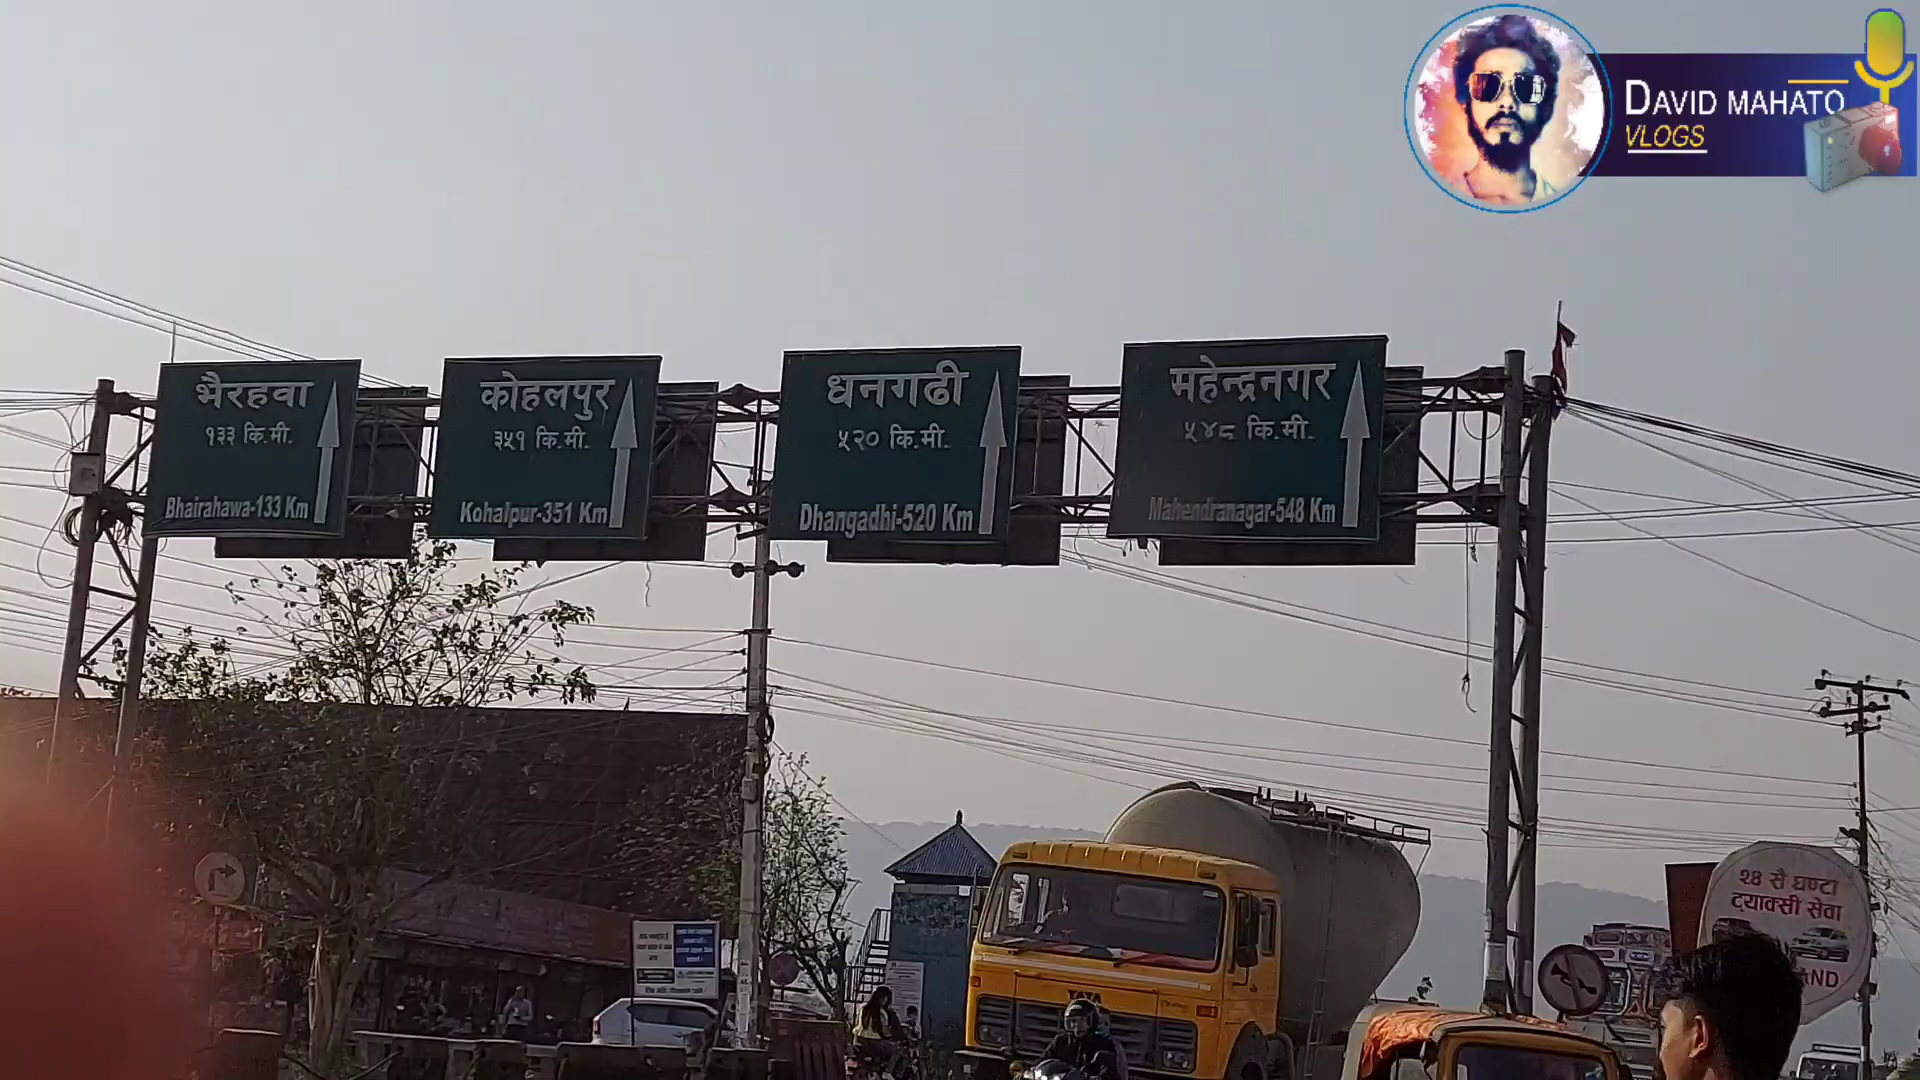 DAVID MAHATO
VLOGS
भैरहवा
१३३ कि.मी.
Bhairahawa-133 Km
कोहलपुर
३५१ कि.मी.
Kohalpur-351 Km
धनगढी
५२० कि.मी.
Dhangadhi-520 Km
महेन्द्रनगर
५४८ कि.मी.
Mahendranagar-548 Km
२४ सै घण्टा
ट्याक्सी सेवा
TATA